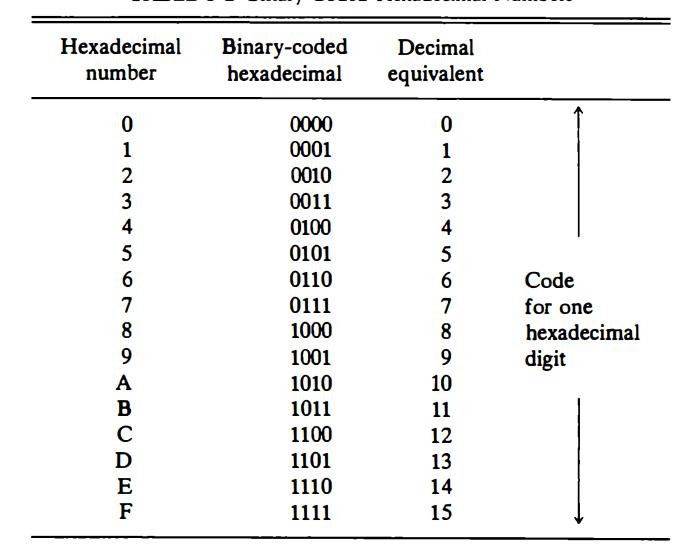 Hexadecimal Binary-coded Decimal
number hexadecimal equivalent
0 0000 0
1 0001 1
2 0010 2
3 0011 3
4 0100 4
5 0101 5
6 0110 6 Code
7 0111 7 for one
8 1000 8 hexadecimal
9 1001 9 digit
A 1010 10
B 1011 11
C 1100 12
D 1101 13
E 1110 14
F 1111 15